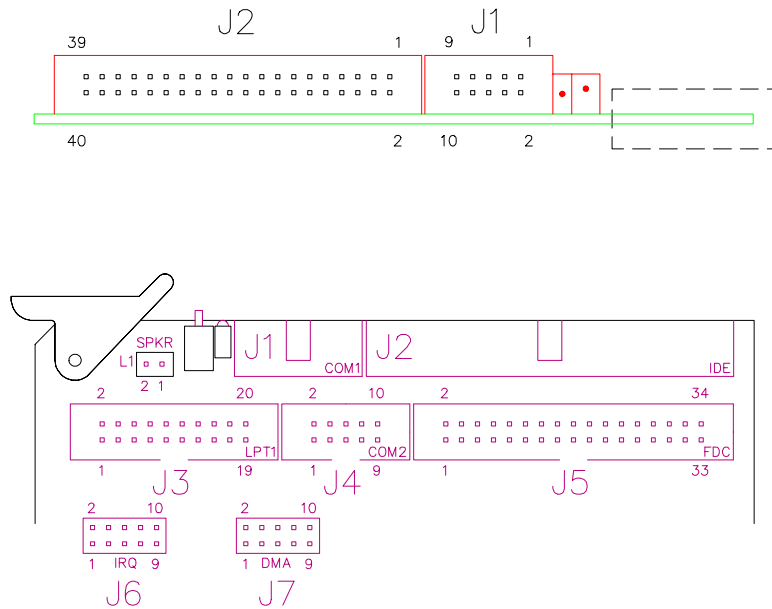 J2 J1
39 1 9 1
40 2 10 2
SPKR
L1
2 1
J1 COM1
J2 IDE
2 20 2 10 2 34
LPT1 COM2 FDC
1 19 1 9 1 33
J3 J4 J5
2 10 2 10
1 IRQ 9 1 DMA 9
J6 J7